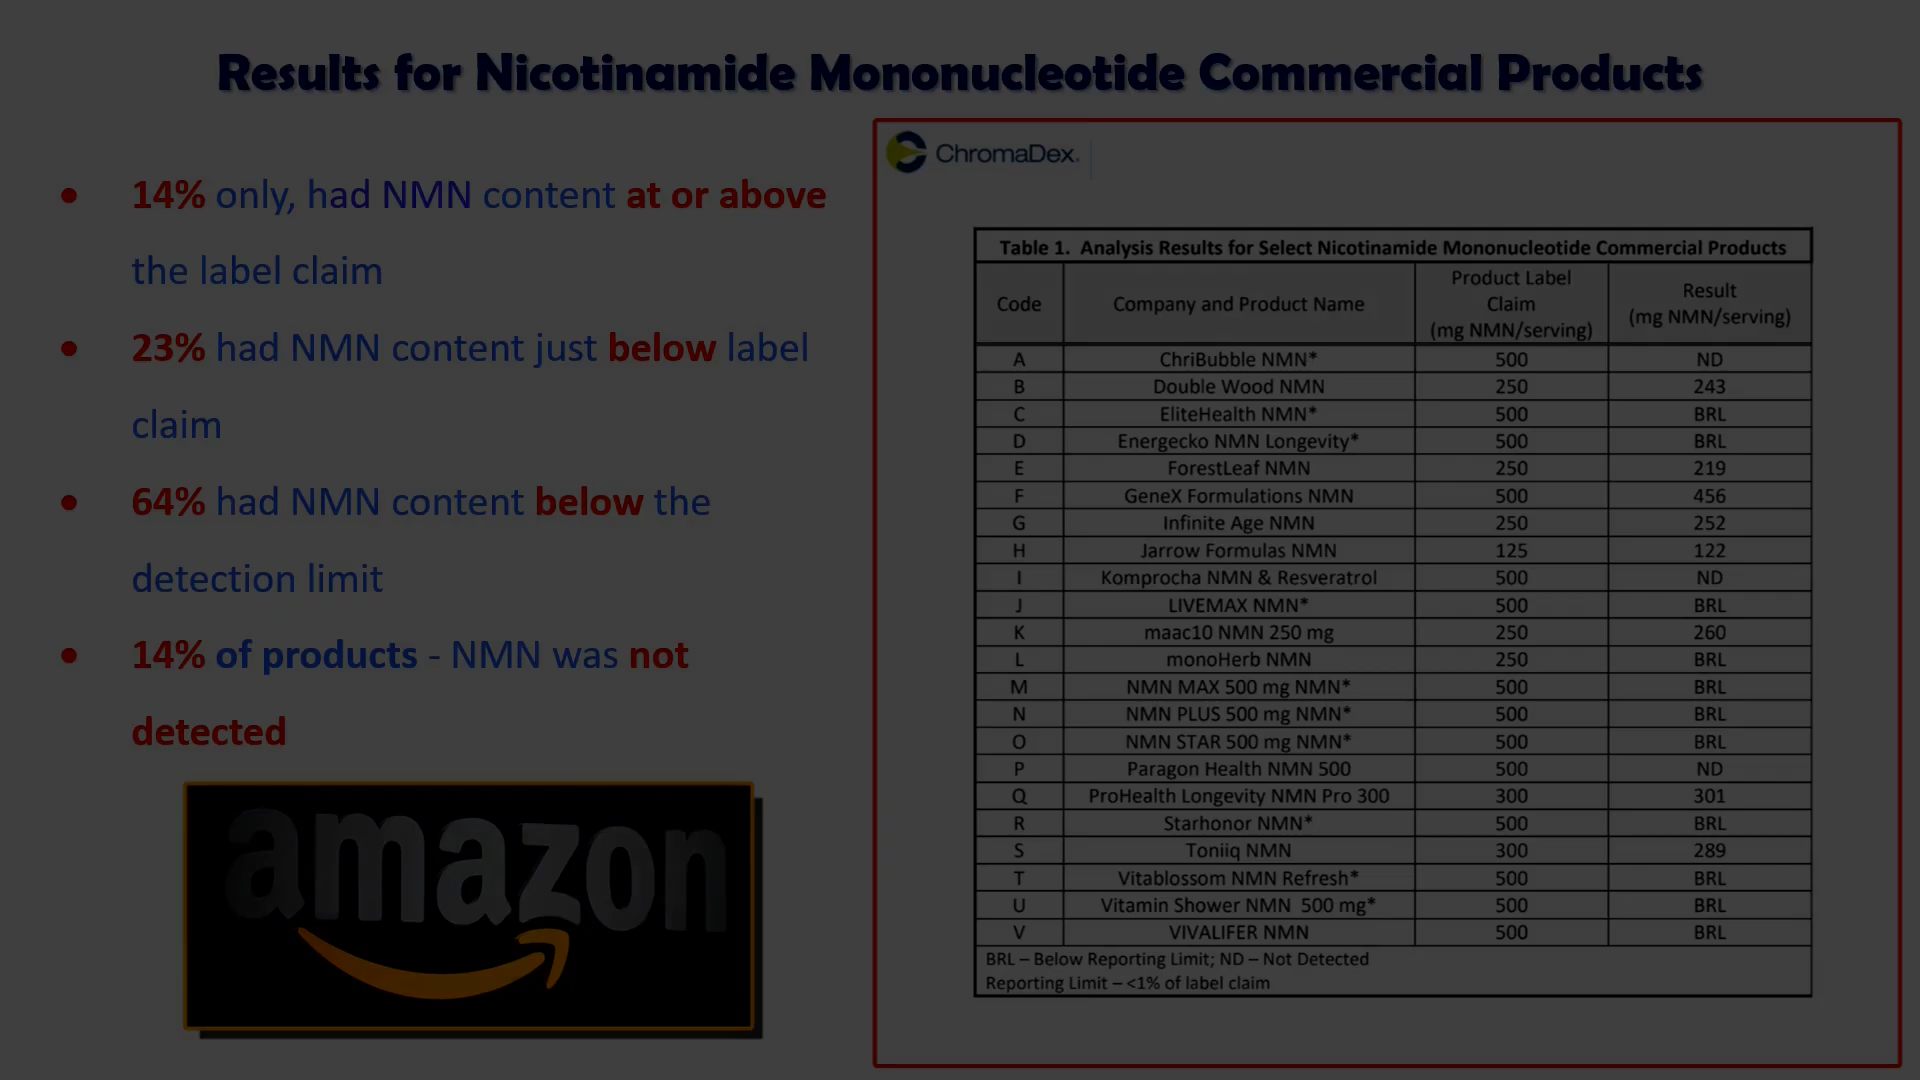 Results for Nicotinamide Mononucleotide Commercial Products
• 14% only, had NMN content at or above
the label claim
• 23% had NMN content just below label
claim
• 64% had NMN content below the
detection limit
• 14% of products - NMN was not
detected
amazon
ChromaDex.
Table 1. Analysis Results for Select Nicotinamide Mononucleotide Commercial Products
Code Company and Product Name Product Label Claim (mg NMN/serving) Result (mg NMN/serving)
A ChriBubble NMN* 500 ND
B Double Wood NMN 250 243
C EliteHealth NMN* 500 BRL
D Energecko NMN Longevity* 500 BRL
E ForestLeaf NMN 250 219
F GeneX Formulations NMN 500 456
G Infinite Age NMN 250 252
H Jarrow Formulas NMN 125 122
I Komprocha NMN & Resveratrol 500 ND
J LIVEMAX NMN* 500 BRL
K maac10 NMN 250 mg 250 260
L monoHerb NMN 250 BRL
M NMN MAX 500 mg NMN* 500 BRL
N NMN PLUS 500 mg NMN* 500 BRL
O NMN STAR 500 mg NMN* 500 BRL
P Paragon Health NMN 500 500 ND
Q ProHealth Longevity NMN Pro 300 300 301
R Starhonor NMN* 500 BRL
S Toniiq NMN 300 289
T Vitablossom NMN Refresh* 500 BRL
U Vitamin Shower NMN 500 mg* 500 BRL
V VIVALIFER NMN 500 BRL
BRL – Below Reporting Limit; ND – Not Detected
Reporting Limit – <1% of label claim